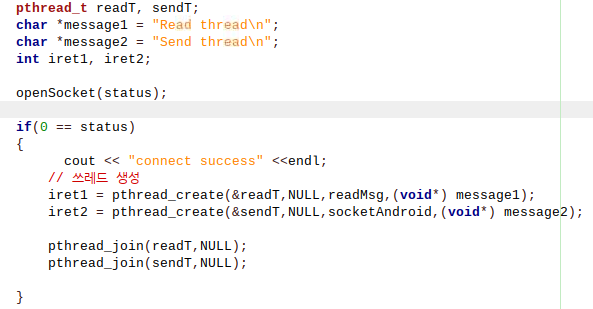 pthread_t readT, sendT;
char *message1 = "Read thread\n";
char *message2 = "Send thread\n";
int iret1, iret2;
openSocket(status);
if(0 == status)
{
cout << "connect success" <<endl;
// 쓰레드 생성
iret1 = pthread_create(&readT,NULL,readMsg,(void*) message1);
iret2 = pthread_create(&sendT,NULL,socketAndroid,(void*) message2);
pthread_join(readT,NULL);
pthread_join(sendT,NULL);
}